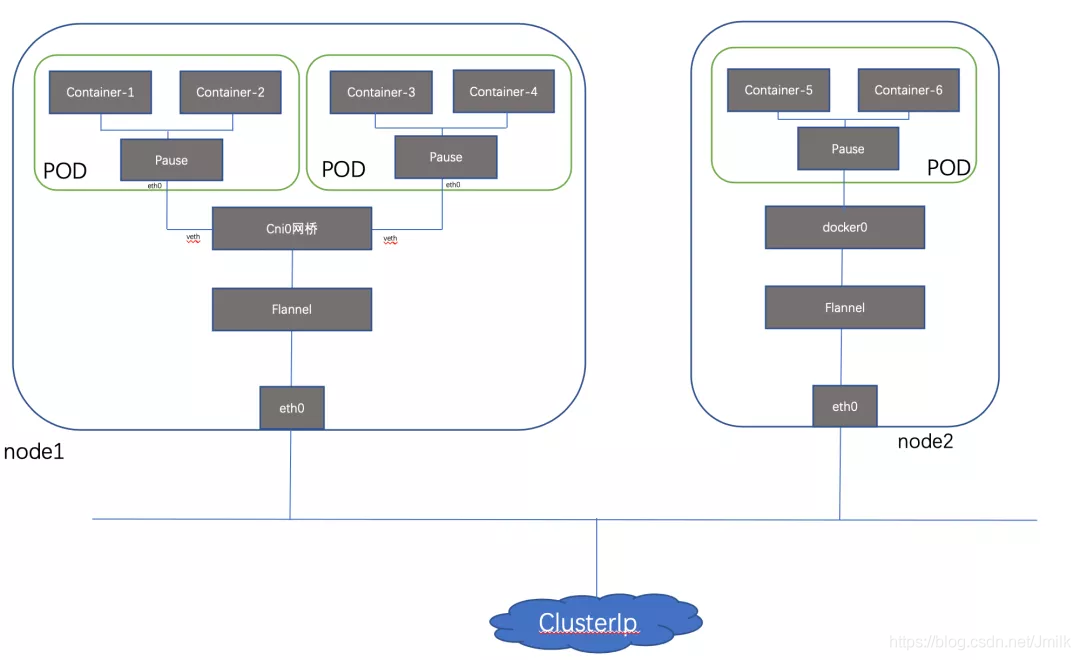 Container-1
Container-2
Container-3
Container-4
Pause
POD
eth0
Pause
POD
eth0
veth
Cni0网桥
veth
Flannel
eth0
node1
Container-5
Container-6
Pause
POD
docker0
Flannel
eth0
node2
ClusterIp
https://blog.csdn.net/Jmilk